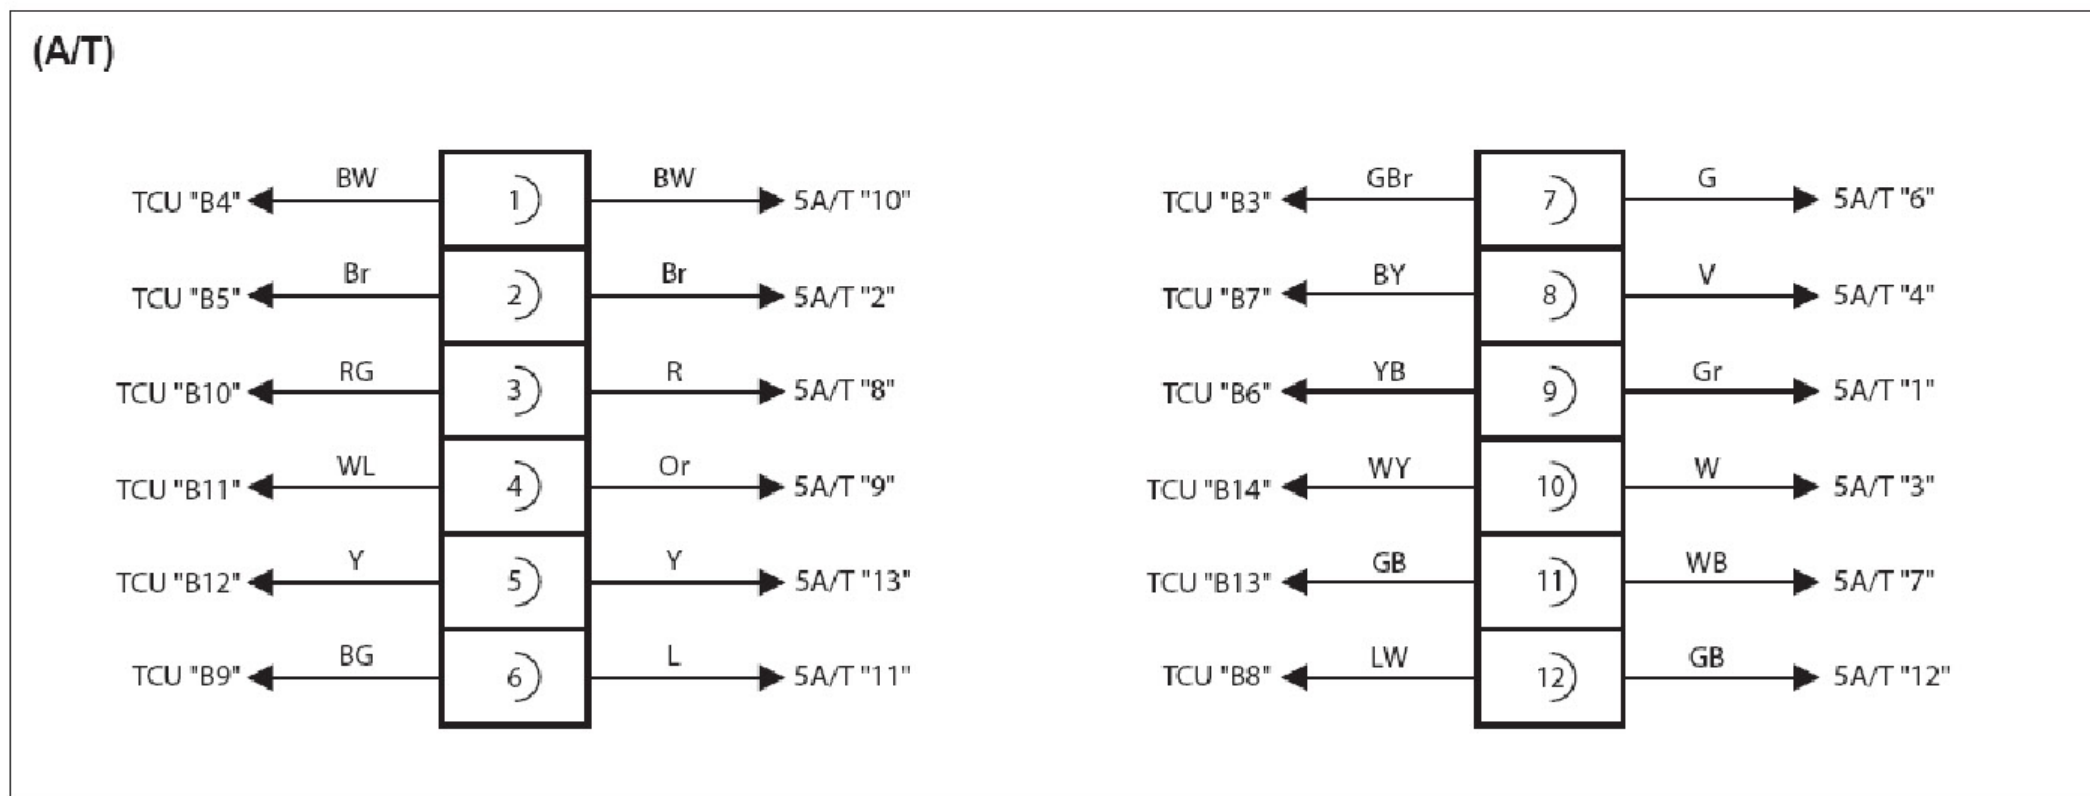 (A/T)
TCU "B4" BW 1 BW 5A/T "10"
TCU "B5" Br 2 Br 5A/T "2"
TCU "B10" RG 3 R 5A/T "8"
TCU "B11" WL 4 Or 5A/T "9"
TCU "B12" Y 5 Y 5A/T "13"
TCU "B9" BG 6 L 5A/T "11"
TCU "B3" GBr 7 G 5A/T "6"
TCU "B7" BY 8 V 5A/T "4"
TCU "B6" YB 9 Gr 5A/T "1"
TCU "B14" WY 10 W 5A/T "3"
TCU "B13" GB 11 WB 5A/T "7"
TCU "B8" LW 12 GB 5A/T "12"